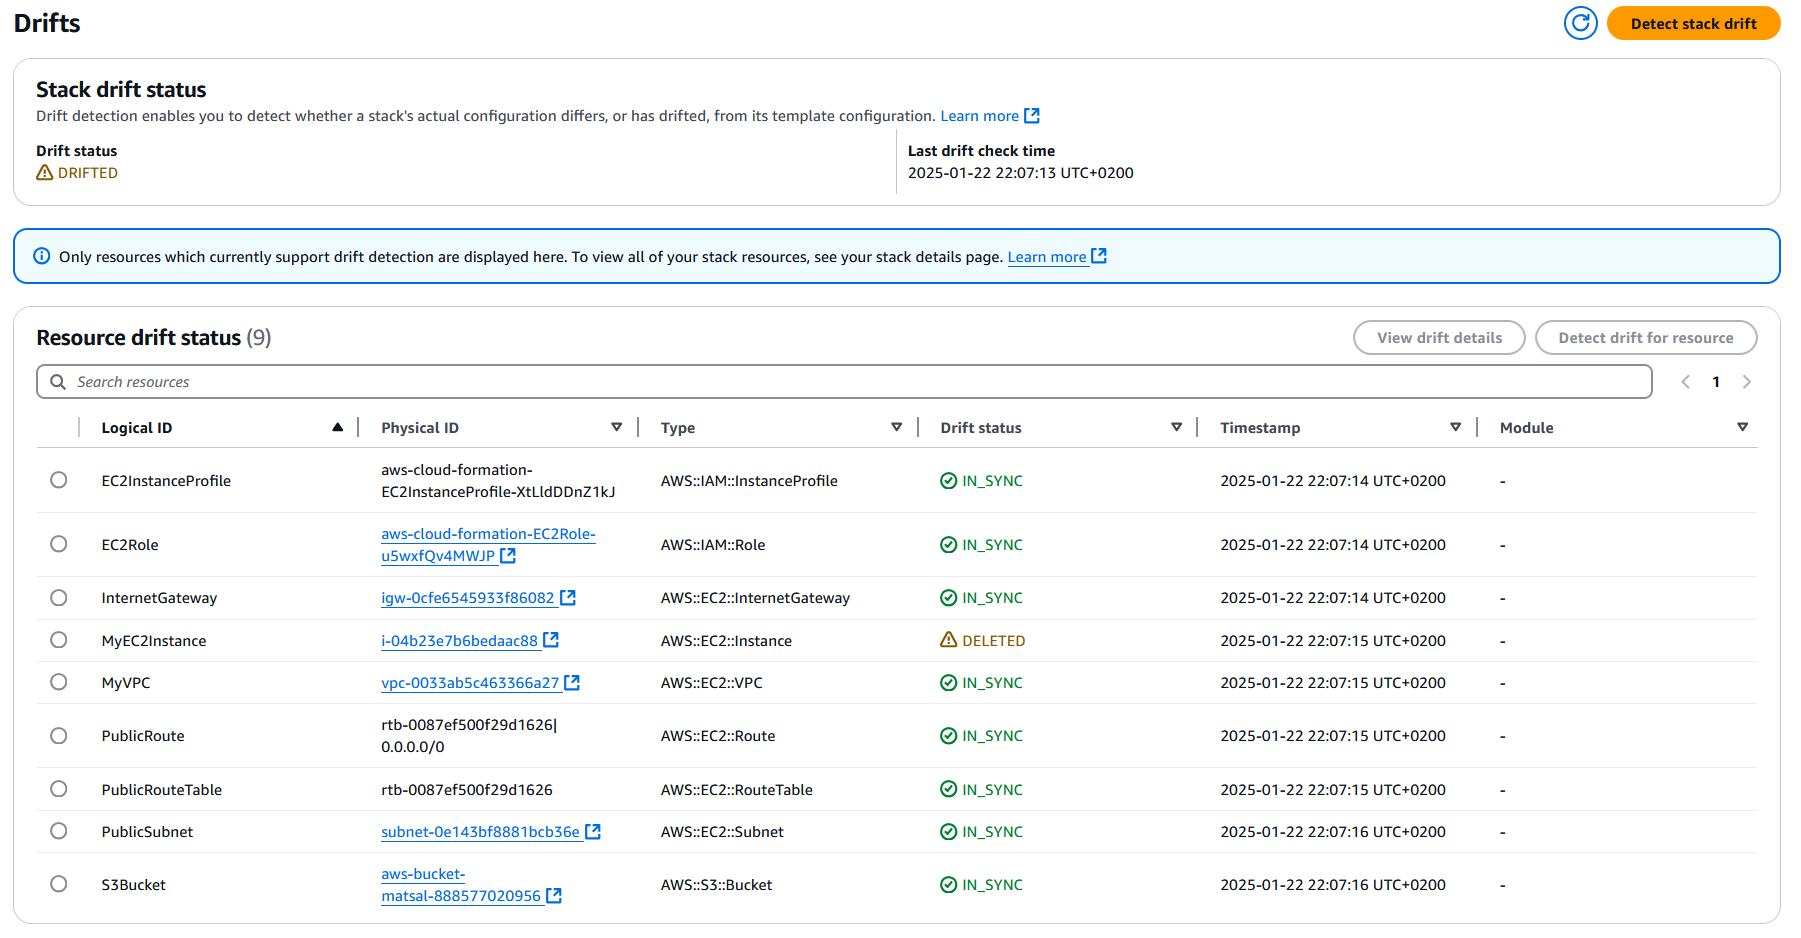 Drifts
Detect stack drift
Stack drift status
Drift detection enables you to detect whether a stack's actual configuration differs, or has drifted, from its template configuration. Learn more
Drift status
DRIFTED
Last drift check time
2025-01-22 22:07:13 UTC+0200
Only resources which currently support drift detection are displayed here. To view all of your stack resources, see your stack details page. Learn more
Resource drift status (9)
View drift details
Detect drift for resource
Search resources
1
Logical ID Physical ID Type Drift status Timestamp Module
EC2InstanceProfile
aws-cloud-formation-
EC2InstanceProfile-XtLldDDnZ1kJ
AWS::IAM::InstanceProfile IN_SYNC 2025-01-22 22:07:14 UTC+0200 -
EC2Role
aws-cloud-formation-EC2Role-
u5wxfQv4MWJP
AWS::IAM::Role IN_SYNC 2025-01-22 22:07:14 UTC+0200 -
InternetGateway igw-0cfe6545933f86082 AWS::EC2::InternetGateway IN_SYNC 2025-01-22 22:07:14 UTC+0200 -
MyEC2Instance i-04b23e7b6bedaac88 AWS::EC2::Instance DELETED 2025-01-22 22:07:15 UTC+0200 -
MyVPC vpc-0033ab5c463366a27 AWS::EC2::VPC IN_SYNC 2025-01-22 22:07:15 UTC+0200 -
PublicRoute
rtb-0087ef500f29d1626|
0.0.0.0/0
AWS::EC2::Route IN_SYNC 2025-01-22 22:07:15 UTC+0200 -
PublicRouteTable rtb-0087ef500f29d1626 AWS::EC2::RouteTable IN_SYNC 2025-01-22 22:07:15 UTC+0200 -
PublicSubnet subnet-0e143bf8881bcb36e AWS::EC2::Subnet IN_SYNC 2025-01-22 22:07:16 UTC+0200 -
S3Bucket
aws-bucket-
matsal-888577020956
AWS::S3::Bucket IN_SYNC 2025-01-22 22:07:16 UTC+0200 -